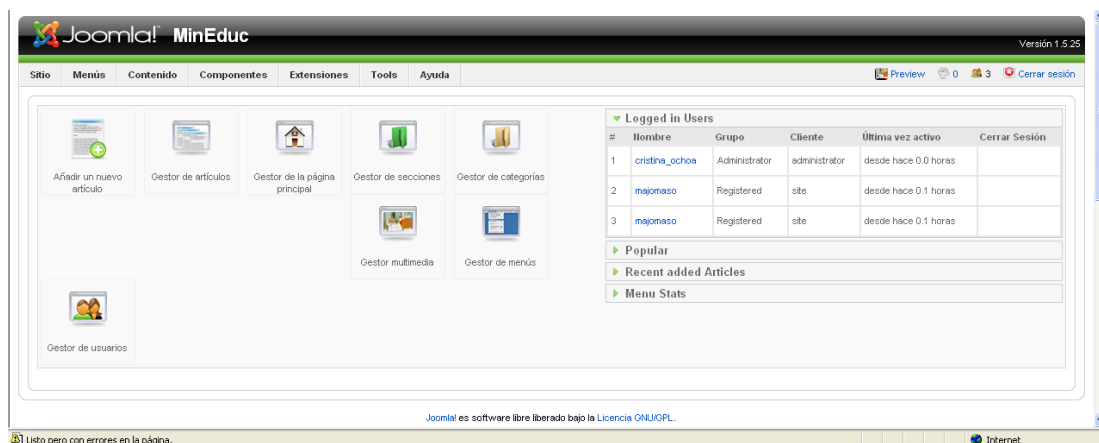 Joomla! MinEduc
Versión 1.5.25
Sitio Menús Contenido Componentes Extensiones Tools Ayuda Preview 0 3 Cerrar sesión
Añadir un nuevo artículo
Gestor de artículos
Gestor de la página principal
Gestor de secciones
Gestor de categorías
Gestor multimedia
Gestor de menús
Gestor de usuarios
Logged in Users
# Nombre Grupo Cliente Última vez activo Cerrar Sesión
1 cristina_ochoa Administrator administrator desde hace 0.0 horas
2 majomaso Registered site desde hace 0.1 horas
3 majomaso Registered site desde hace 0.1 horas
Popular
Recent added Articles
Menu Stats
Joomla! es software libre liberado bajo la Licencia GNU/GPL.
Listo pero con errores en la página. Internet